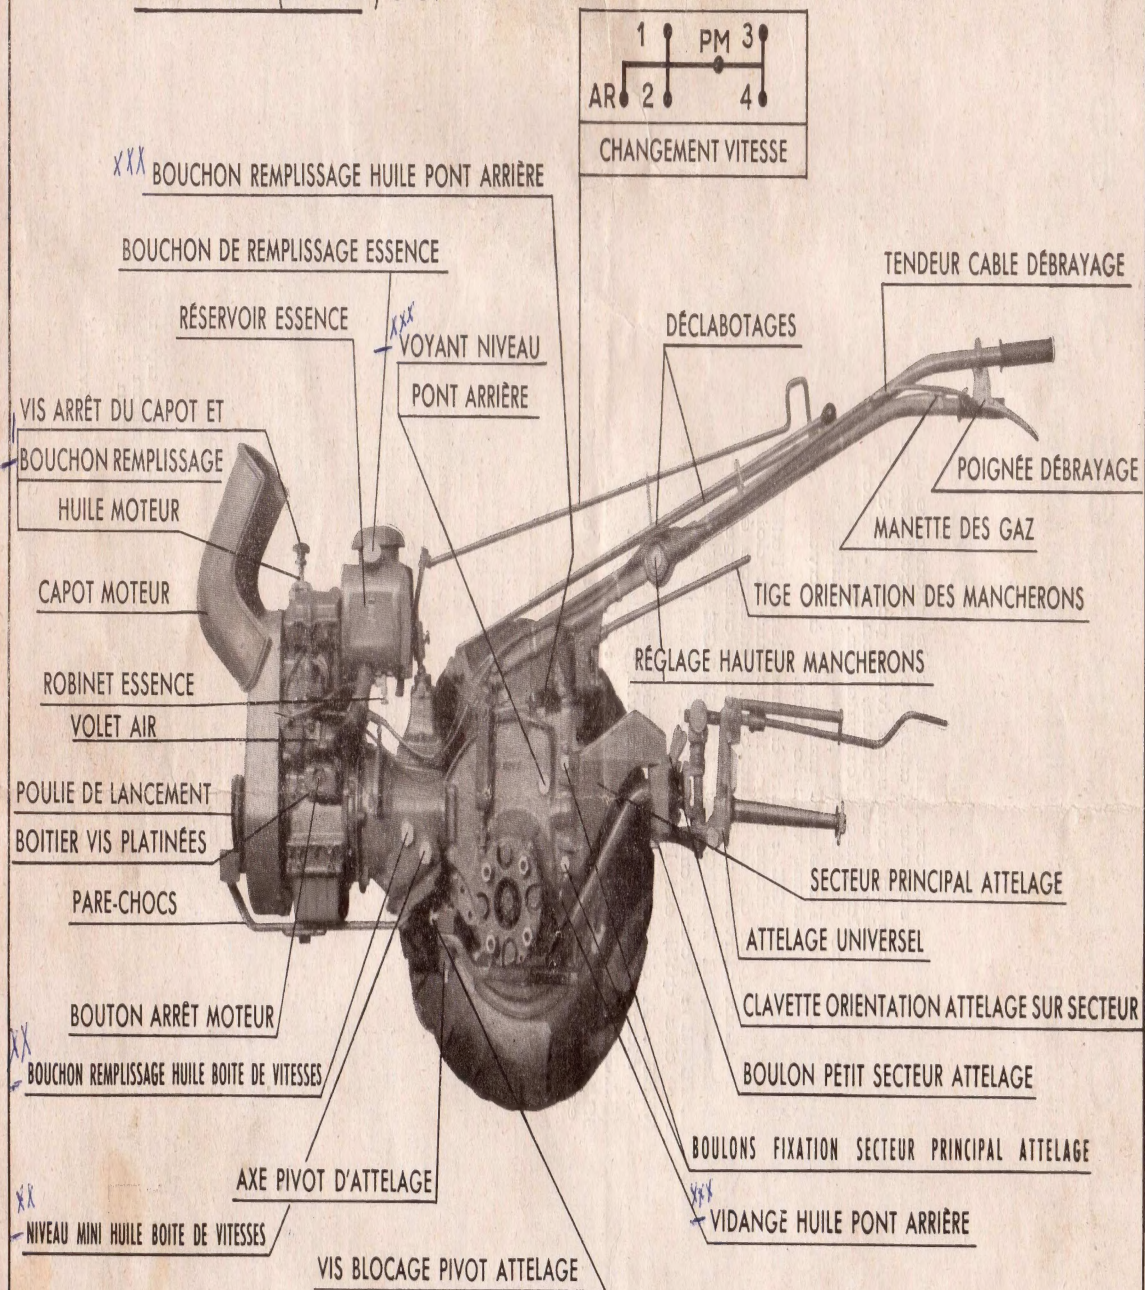 1 PM 3
AR 2 4
CHANGEMENT VITESSE
XXX BOUCHON REMPLISSAGE HUILE PONT ARRIÈRE
BOUCHON DE REMPLISSAGE ESSENCE
TENDEUR CABLE DÉBRAYAGE
RÉSERVOIR ESSENCE
XXX
VOYANT NIVEAU
PONT ARRIÈRE
DÉCLABOTAGES
VIS ARRÊT DU CAPOT ET
BOUCHON REMPLISSAGE
HUILE MOTEUR
POIGNÉE DÉBRAYAGE
MANETTE DES GAZ
CAPOT MOTEUR
TIGE ORIENTATION DES MANCHERONS
RÉGLAGE HAUTEUR MANCHERONS
ROBINET ESSENCE
VOLET AIR
POULIE DE LANCEMENT
BOITIER VIS PLATINÉES
PARE-CHOCS
SECTEUR PRINCIPAL ATTELAGE
ATTELAGE UNIVERSEL
BOUTON ARRÊT MOTEUR
CLAVETTE ORIENTATION ATTELAGE SUR SECTEUR
XX
BOUCHON REMPLISSAGE HUILE BOITE DE VITESSES
BOULON PETIT SECTEUR ATTELAGE
BOULONS FIXATION SECTEUR PRINCIPAL ATTELAGE
AXE PIVOT D'ATTELAGE
XX
NIVEAU MINI HUILE BOITE DE VITESSES
XXX
VIDANGE HUILE PONT ARRIÈRE
VIS BLOCAGE PIVOT ATTELAGE